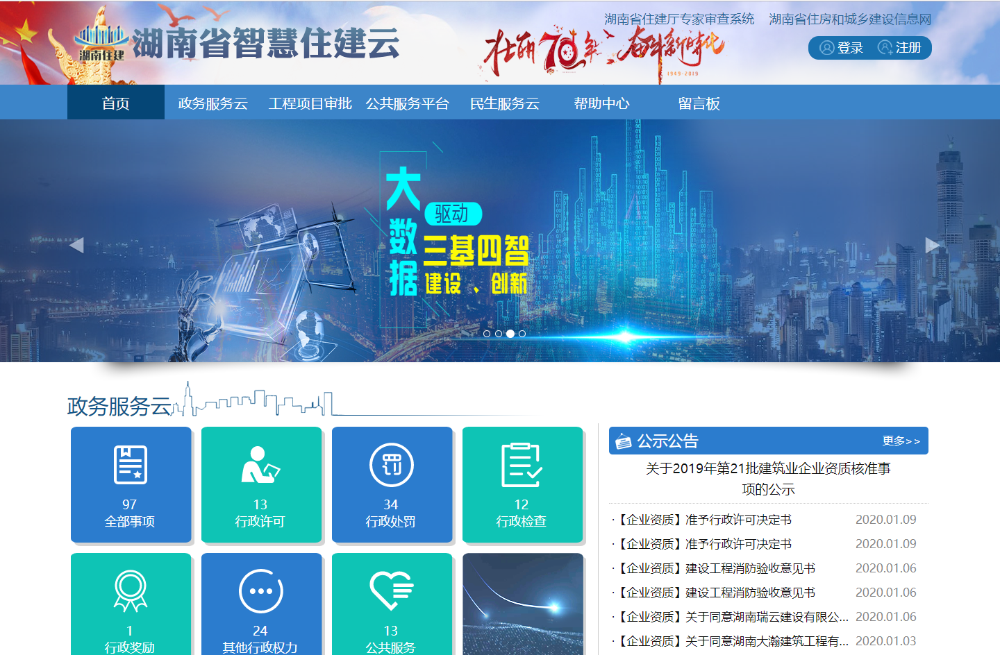 湖南省住建厅专家审查系统 湖南省住房和城乡建设信息网
湖南住建
湖南省智慧住建云
壮丽70年 奋斗新时代
1949-2019
登录 注册
首页 政务服务云 工程项目审批 公共服务平台 民生服务云 帮助中心 留言板
大数据
驱动
三基四智
建设、创新
政务服务云
97
全部事项
13
行政许可
34
行政处罚
12
行政检查
1
行政奖励
24
其他行政权力
13
公共服务
公示公告 更多>>
关于2019年第21批建筑业企业资质核准事
项的公示
·【企业资质】准予行政许可决定书 2020.01.09
·【企业资质】准予行政许可决定书 2020.01.09
·【企业资质】建设工程消防验收意见书 2020.01.06
·【企业资质】建设工程消防验收意见书 2020.01.06
·【企业资质】关于同意湖南瑞云建设有限公... 2020.01.06
·【企业资质】关于同意湖南大瀚建筑工程有... 2020.01.03